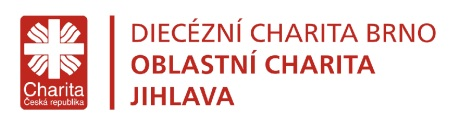 Charita
Česká republika
DIECÉZNÍ CHARITA BRNO
OBLASTNÍ CHARITA
JIHLAVA